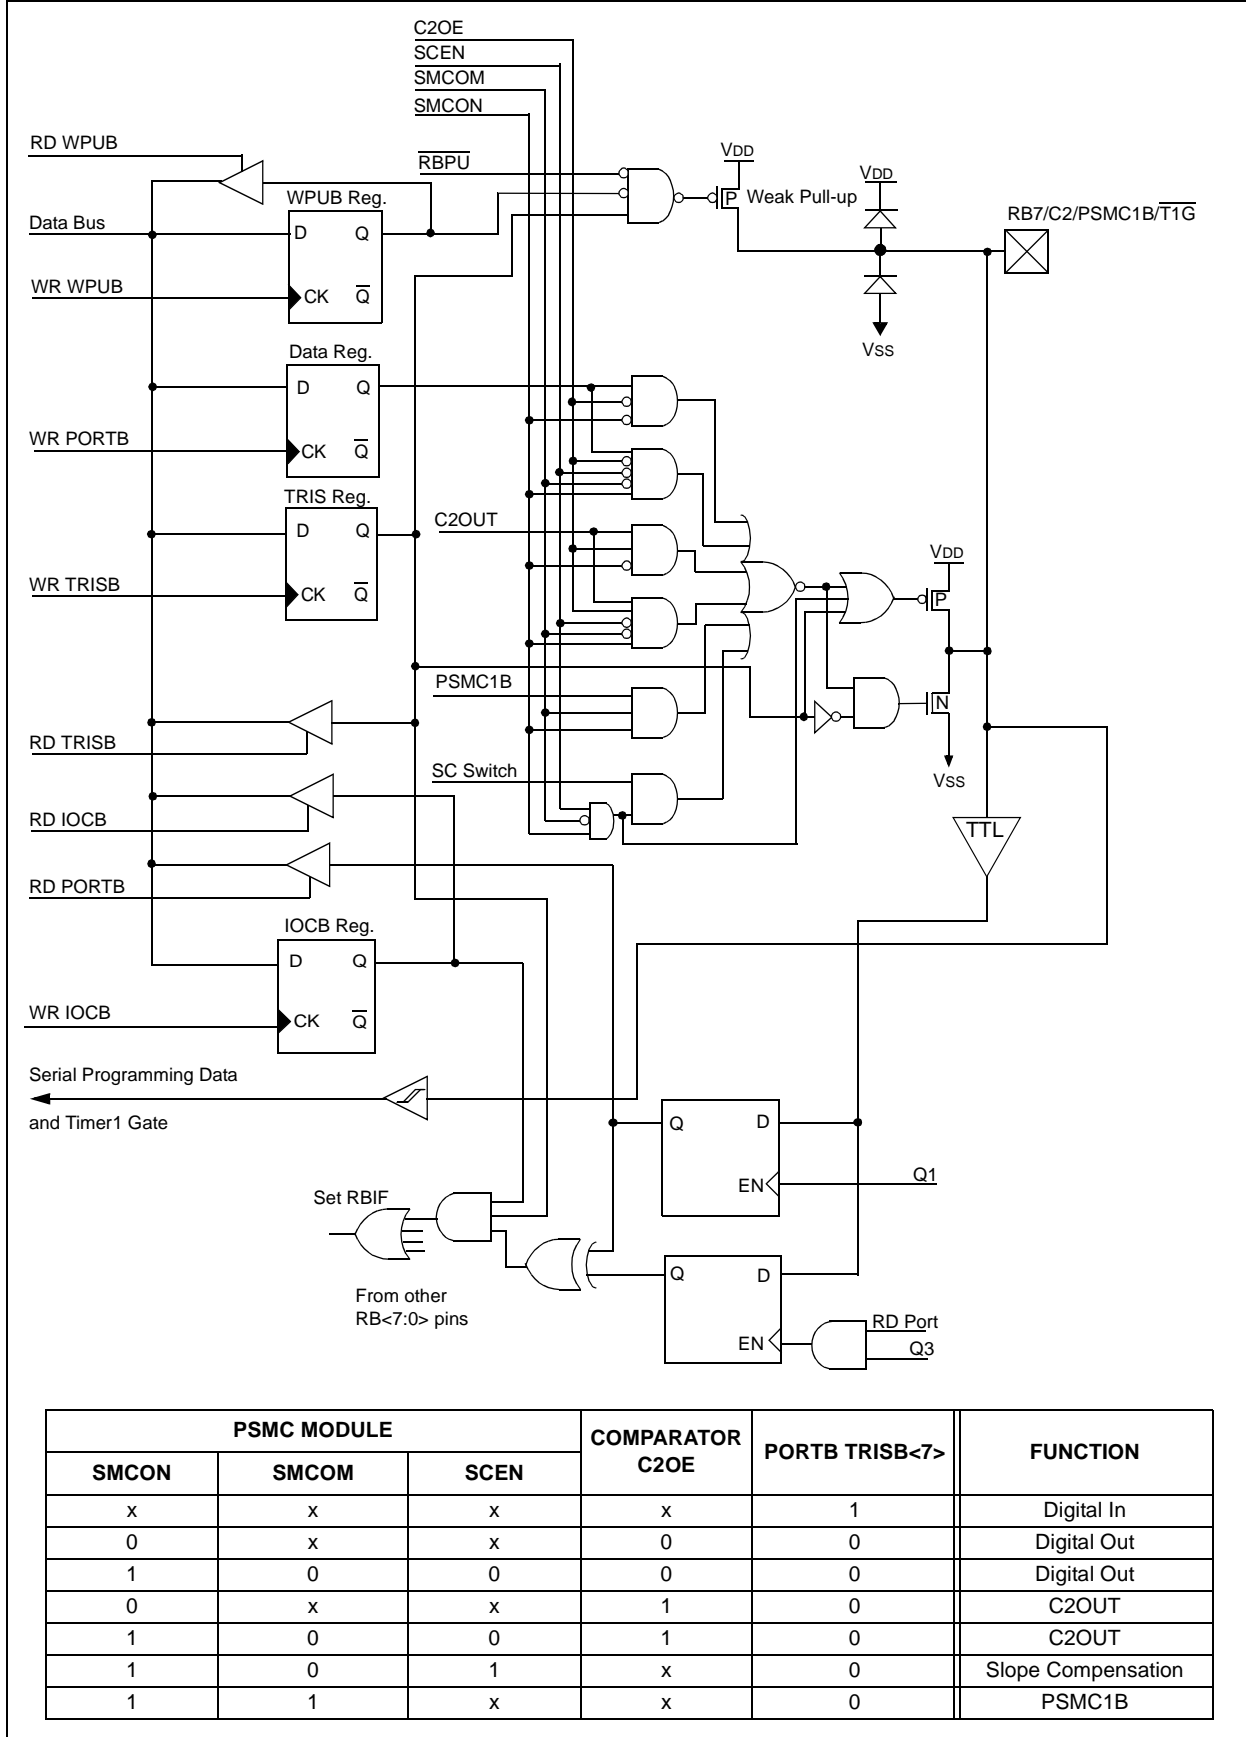 C2OE
SCEN
SMCOM
SMCON
RD WPUB
RBPU
VDD
Weak Pull-up
VDD
WPUB Reg.
RB7/C2/PSMC1B/T1G
Data Bus
D Q
P
WR WPUB
CK Q
VSS
Data Reg.
D Q
WR PORTB
CK Q
TRIS Reg.
D Q
C2OUT
VDD
WR TRISB
CK Q
P
PSMC1B
N
RD TRISB
SC Switch
VSS
RD IOCB
TTL
RD PORTB
IOCB Reg.
D Q
WR IOCB
CK Q
Serial Programming Data
and Timer1 Gate
Q D
EN
Q1
Set RBIF
Q D
From other
RB<7:0> pins
RD Port
EN
Q3
PSMC MODULE COMPARATOR C2OE PORTB TRISB<7> FUNCTION
SMCON SMCOM SCEN
x x x x 1 Digital In
0 x x 0 0 Digital Out
1 0 0 0 0 Digital Out
0 x x 1 0 C2OUT
1 0 0 1 0 C2OUT
1 0 1 x 0 Slope Compensation
1 1 x x 0 PSMC1B